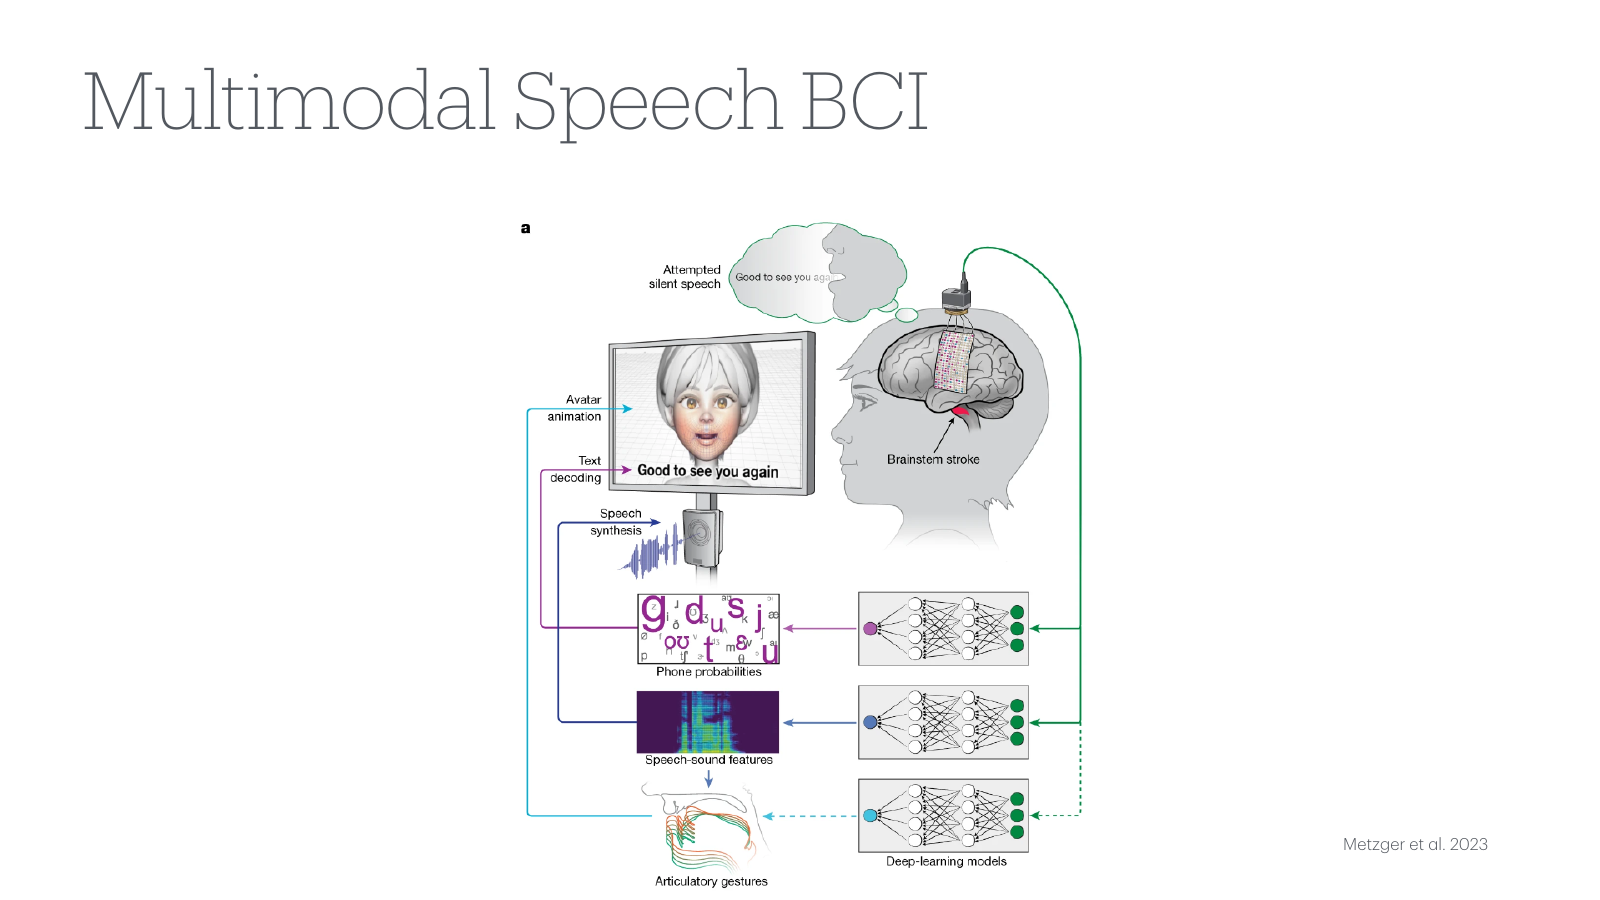 Multimodal Speech BCI
a
Attempted
silent speech
Good to see you aga
Avatar
animation
Text
decoding
Good to see you again
Speech
synthesis
Brainstem stroke
g d u s j
t ɛ u
Phone probabilities
Speech-sound features
Articulatory gestures
Deep-learning models
Metzger et al. 2023